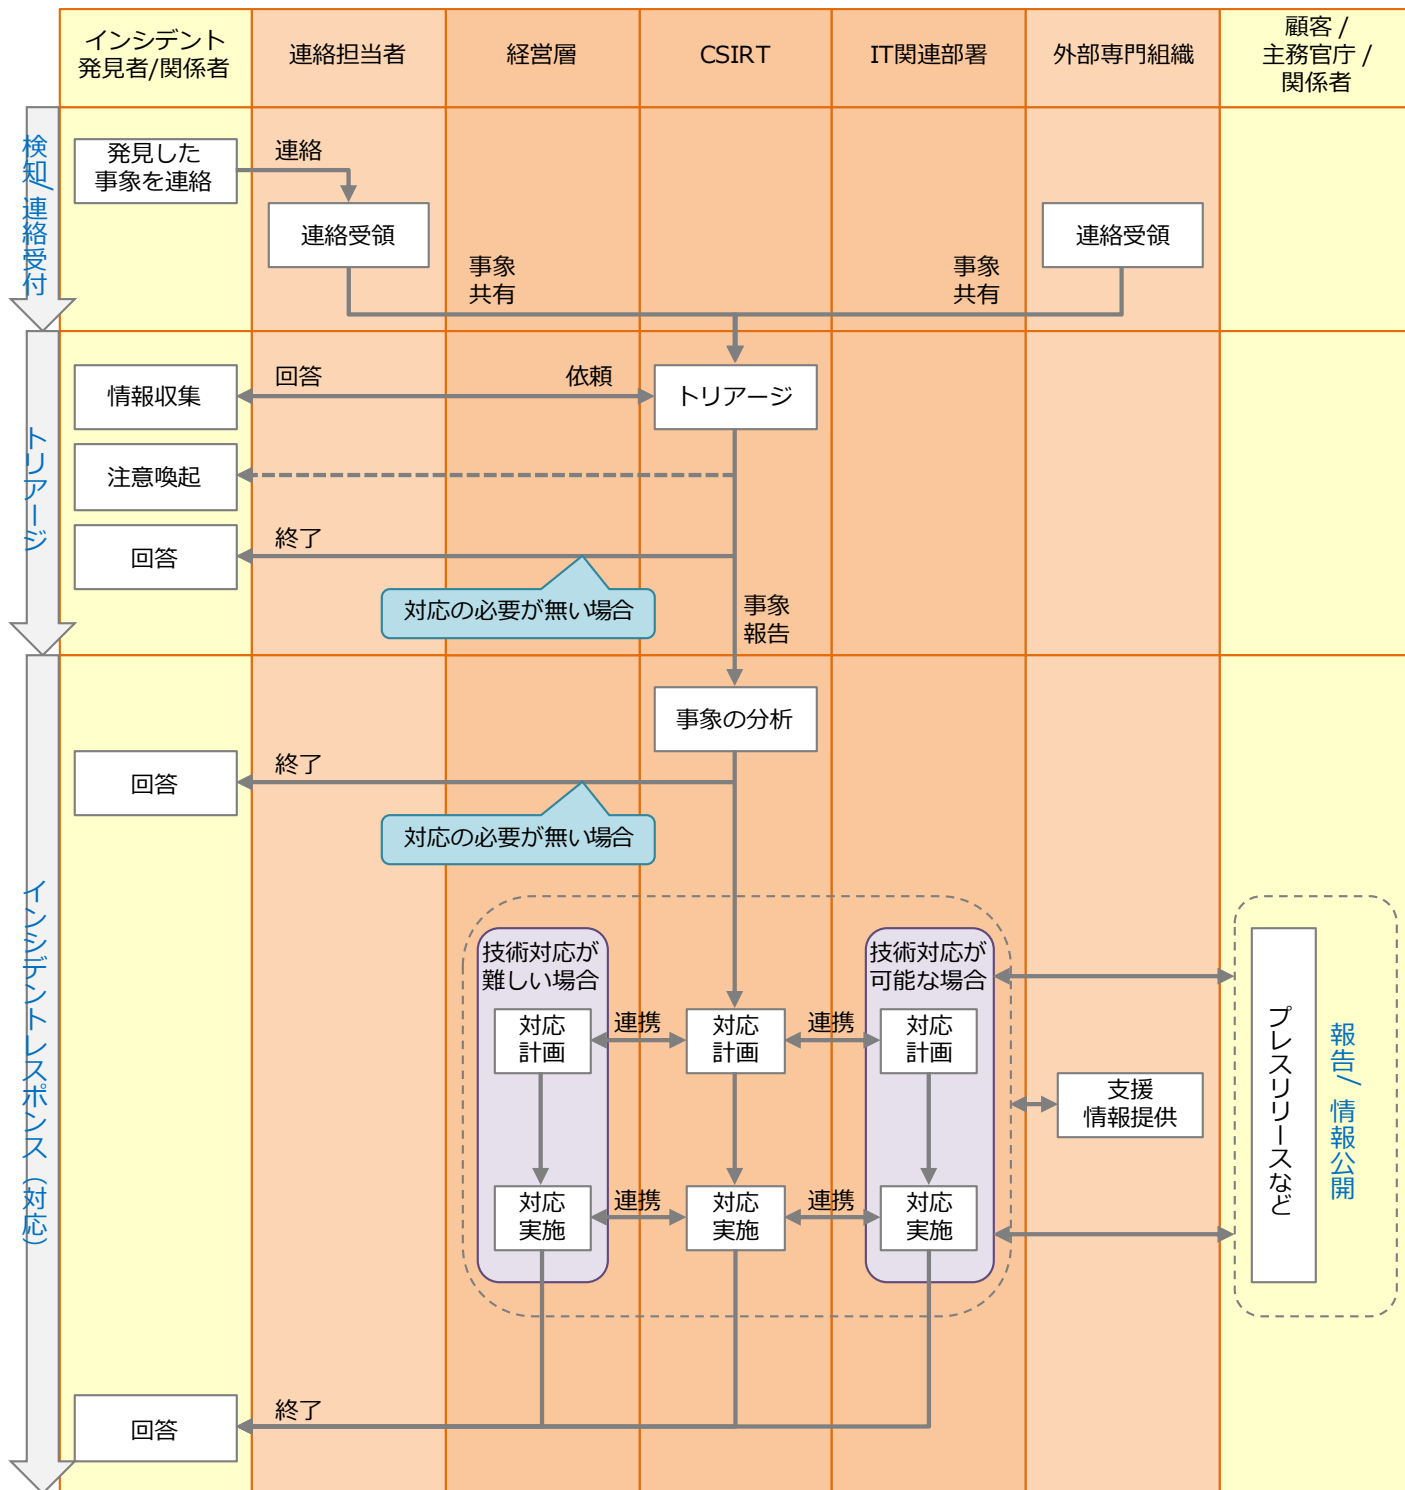 インシデント
発見者/関係者
連絡担当者
経営層
CSIRT
IT関連部署
外部専門組織
顧客 /
主務官庁 /
関係者
検知/連絡受付
発見した
事象を連絡
連絡
連絡受領
事象
共有
事象
共有
連絡受領
トリアージ
情報収集
回答
依頼
トリアージ
注意喚起
回答
終了
対応の必要が無い場合
事象
報告
インシデントレスポンス（対応）
事象の分析
回答
終了
対応の必要が無い場合
技術対応が
難しい場合
技術対応が
可能な場合
対応
計画
連携
対応
計画
連携
対応
計画
支援
情報提供
プレスリリースなど
報告/情報公開
対応
実施
連携
対応
実施
連携
対応
実施
回答
終了